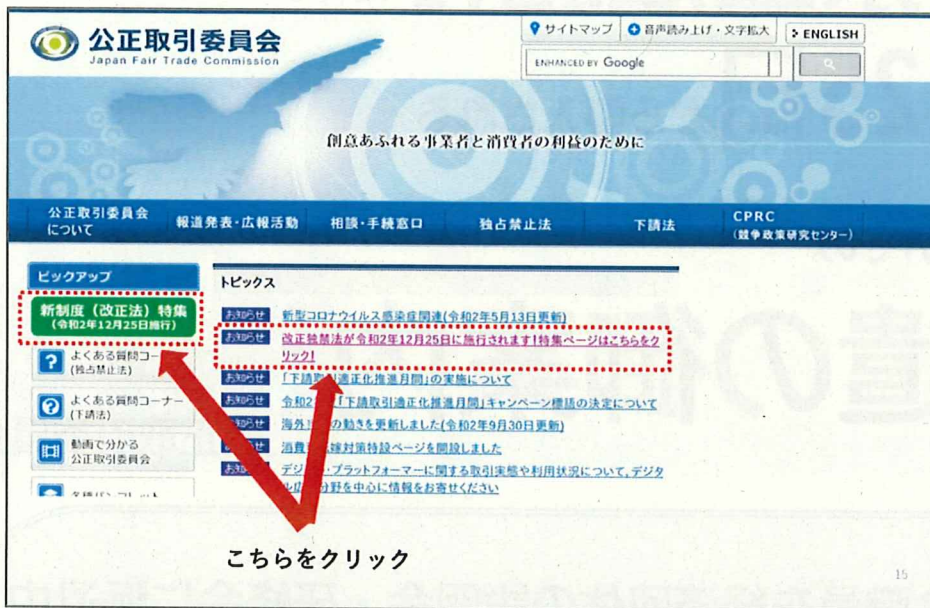 公正取引委員会
Japan Fair Trade Commission
サイトマップ
音声読み上げ・文字拡大
ENGLISH
ENHANCED BY Google
創意あふれる事業者と消費者の利益のために
公正取引委員会
について
報道発表・広報活動
相談・手続窓口
独占禁止法
下請法
CPRC
(競争政策研究センター)
ピックアップ
新制度（改正法）特集
(令和2年12月25日施行)
よくある質問コー
(独占禁止法)
よくある質問コーナー
(下請法)
動画で分かる
公正取引委員会
トピックス
お知らせ 新型コロナウイルス感染症関連(令和2年5月13日更新)
お知らせ 改正独禁法が令和2年12月25日に施行されます!特集ページはこちらをク
リック!
お知らせ 「下請取引適正化推進月間」の実施について
お知らせ 令和2 「下請取引適正化推進月間」キャンペーン標語の決定について
お知らせ 海外 の動きを更新しました(令和2年9月30日更新)
せ 消費 転嫁対策特設ページを開設しました
お知らせ デジ ・プラットフォーマーに関する取引実態や利用状況について,デジタ
ル広 分野を中心に情報をお寄せください
こちらをクリック
15